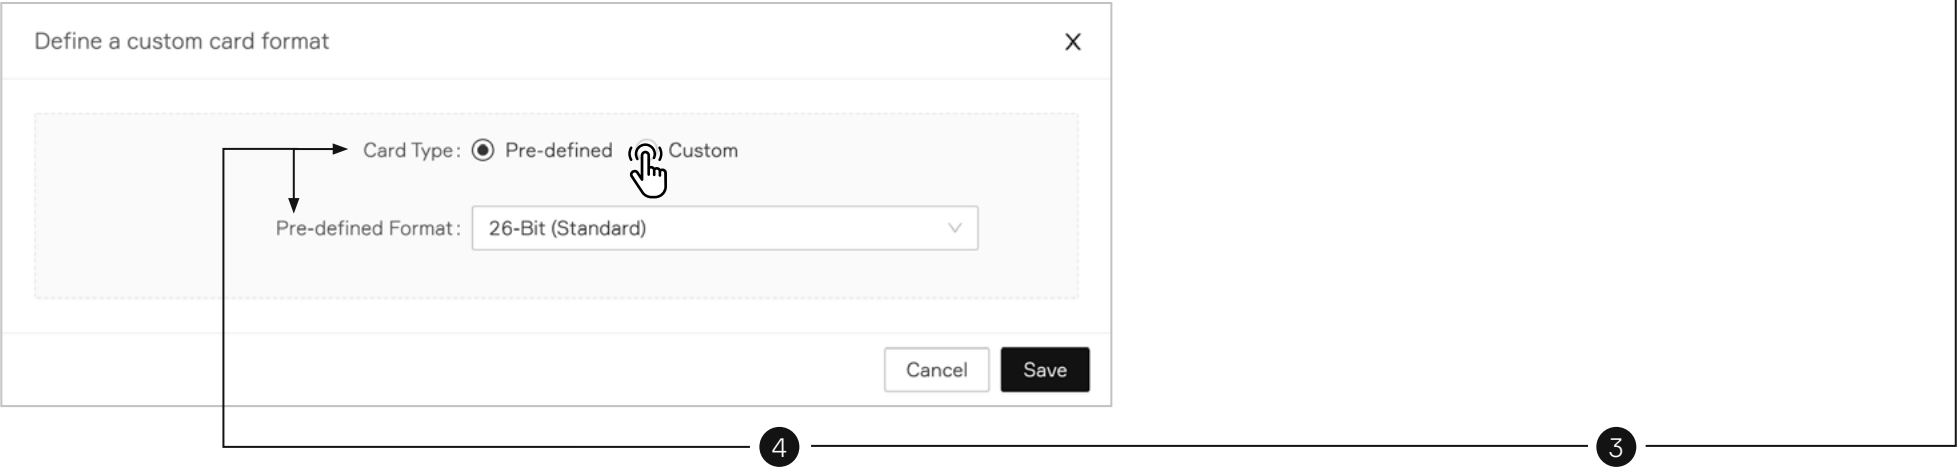 Define a custom card format X
Card Type: Pre-defined Custom
Pre-defined Format: 26-Bit (Standard)
Cancel Save
4 3